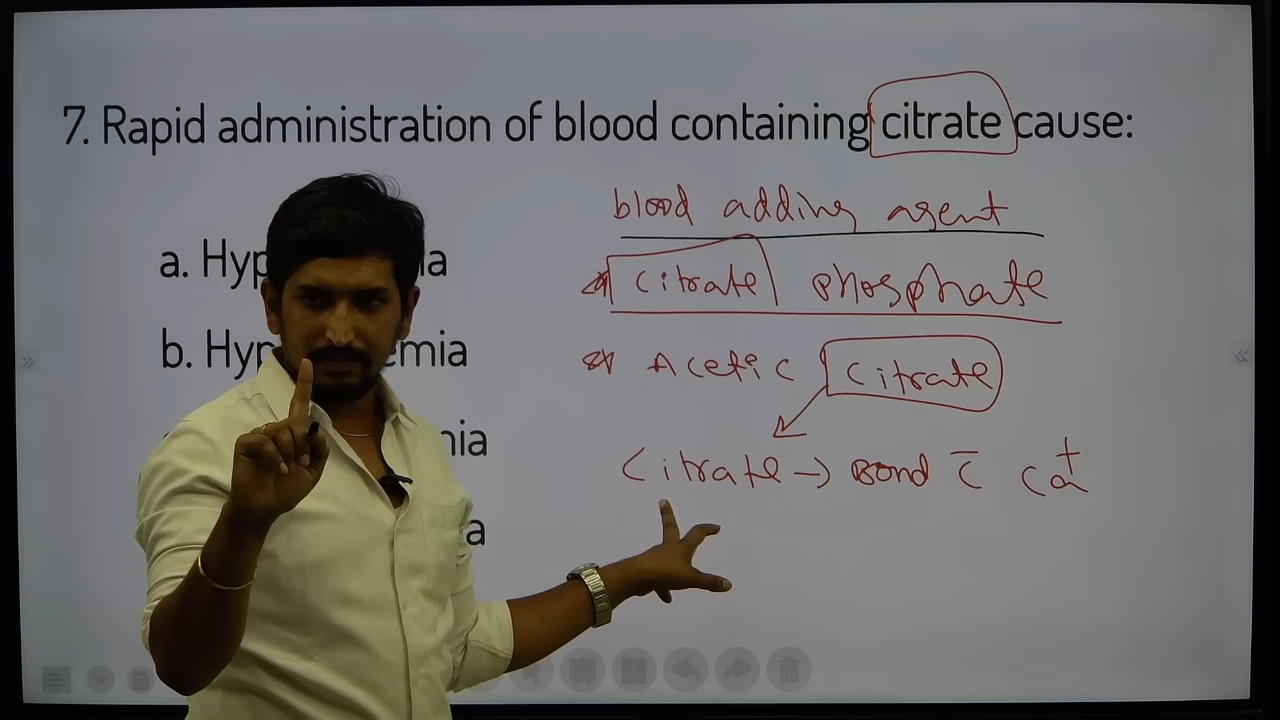 7. Rapid administration of blood containing citrate cause:
blood adding agent
a. Hyp
citrate phosphate
b. Hyp emia
Acetic citrate
nia
citrate → Bond c̄ Ca+
a